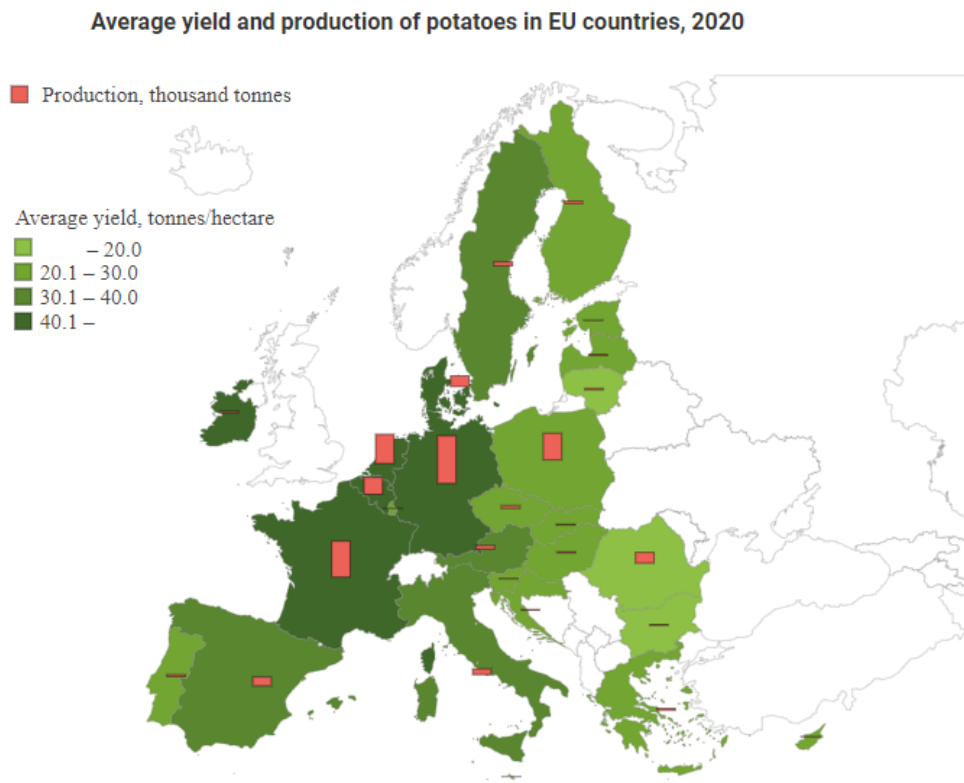 Average yield and production of potatoes in EU countries, 2020
Production, thousand tonnes
Average yield, tonnes/hectare
– 20.0
20.1 – 30.0
30.1 – 40.0
40.1 –